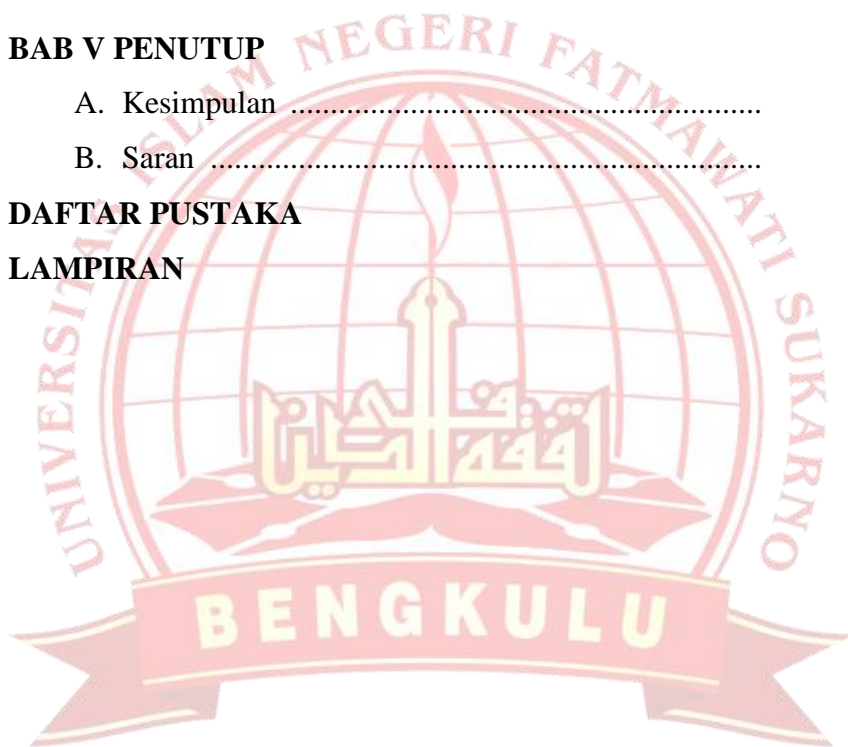 BAB V PENUTUP
A. Kesimpulan ...........................................................
B. Saran .....................................................................
DAFTAR PUSTAKA
LAMPIRAN
UNIVERSITAS ISLAM NEGERI FATMAWATI SUKARNO
BENGKULU